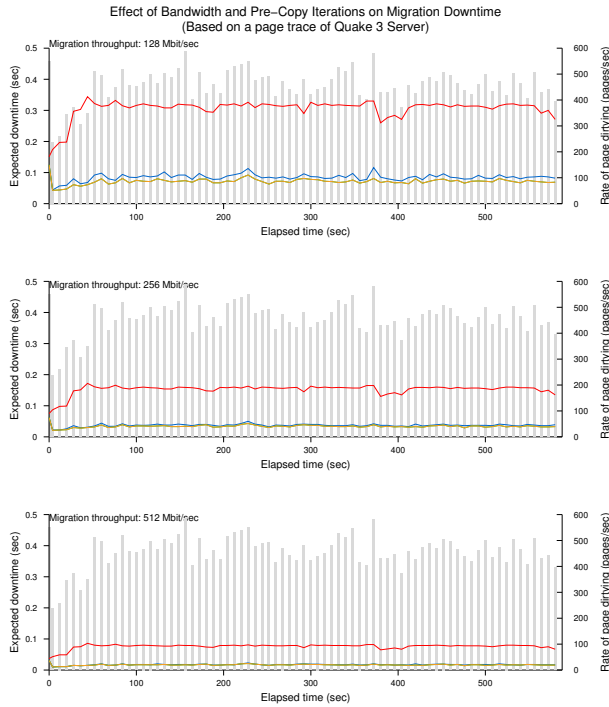 Effect of Bandwidth and Pre−Copy Iterations on Migration Downtime
(Based on a page trace of Quake 3 Server)
Migration throughput: 128 Mbit/sec
Expected downtime (sec)
0.5
0.4
0.3
0.2
0.1
0
600
500
400
300
200
100
0
Rate of page dirtying (pages/sec)
0 100 200 300 400 500
Elapsed time (sec)
Migration throughput: 256 Mbit/sec
Expected downtime (sec)
0.5
0.4
0.3
0.2
0.1
0
600
500
400
300
200
100
0
Rate of page dirtying (pages/sec)
0 100 200 300 400 500
Elapsed time (sec)
Migration throughput: 512 Mbit/sec
Expected downtime (sec)
0.5
0.4
0.3
0.2
0.1
0
600
500
400
300
200
100
0
Rate of page dirtying (pages/sec)
0 100 200 300 400 500
Elapsed time (sec)